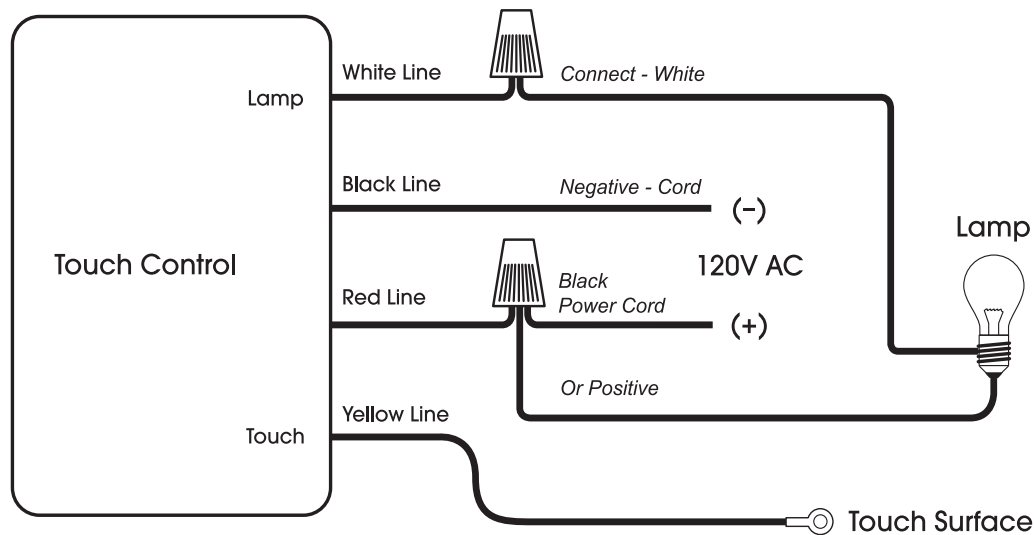 White Line
Connect - White
Lamp
Black Line
Negative - Cord
(-)
Lamp
Touch Control
120V AC
Red Line
Black
Power Cord
(+)
Or Positive
Yellow Line
Touch
Touch Surface